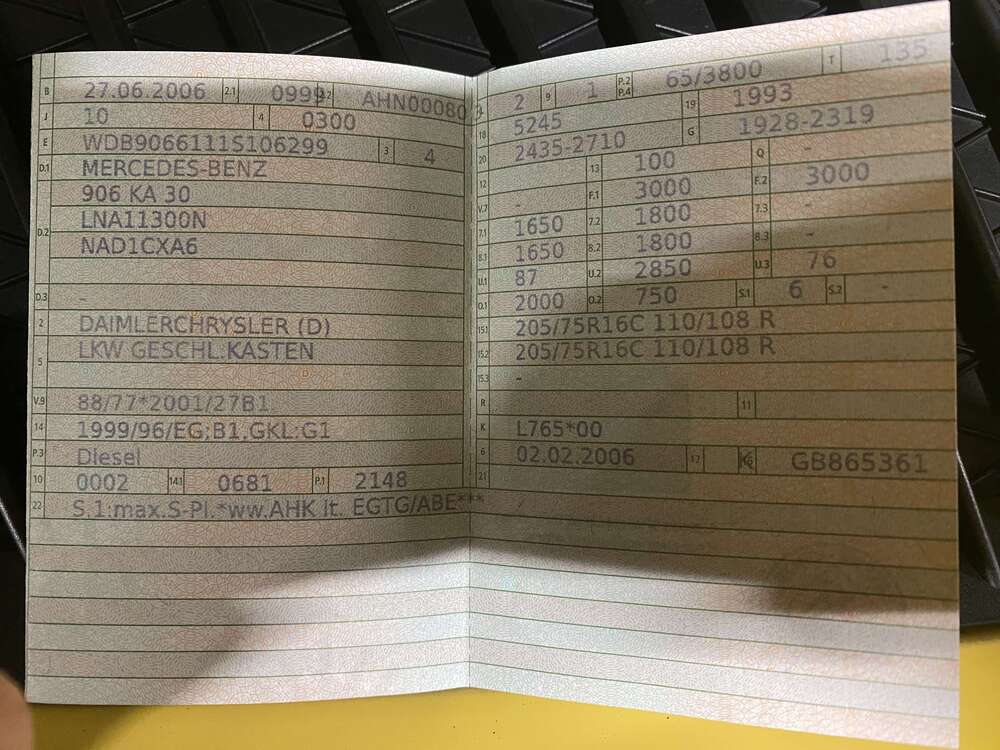 B 27.06.2006 2.1 0999 2.2 AHN00080
J 10 4 0300
E WDB9066111S106299 3 4
D.1 MERCEDES-BENZ
906 KA 30
D.2 LNA11300N
NAD1CXA6
D.3 -
2 DAIMLERCHRYSLER (D)
5 LKW GESCHL.KASTEN
V.9 88/77*2001/27B1
14 1999/96/EG;B1,GKL:G1
P.3 Diesel
10 0002 14.1 0681 P.1 2148
22 S.1:max.S-Pl.*ww.AHK lt. EGTG/ABE***
L 2 9 1 P.2 P.4 65/3800 T 135
18 5245 19 1993
20 2435-2710 G 1928-2319
12 - 13 100 Q -
V.7 - F.1 3000 F.2 3000
7.1 1650 7.2 1800 7.3 -
8.1 1650 8.2 1800 8.3 -
U.1 87 U.2 2850 U.3 76
O.1 2000 O.2 750 S.1 6 S.2 -
15.1 205/75R16C 110/108 R
15.2 205/75R16C 110/108 R
15.3 -
R 11
K L765*00
6 02.02.2006 17 K 16 GB865361
21